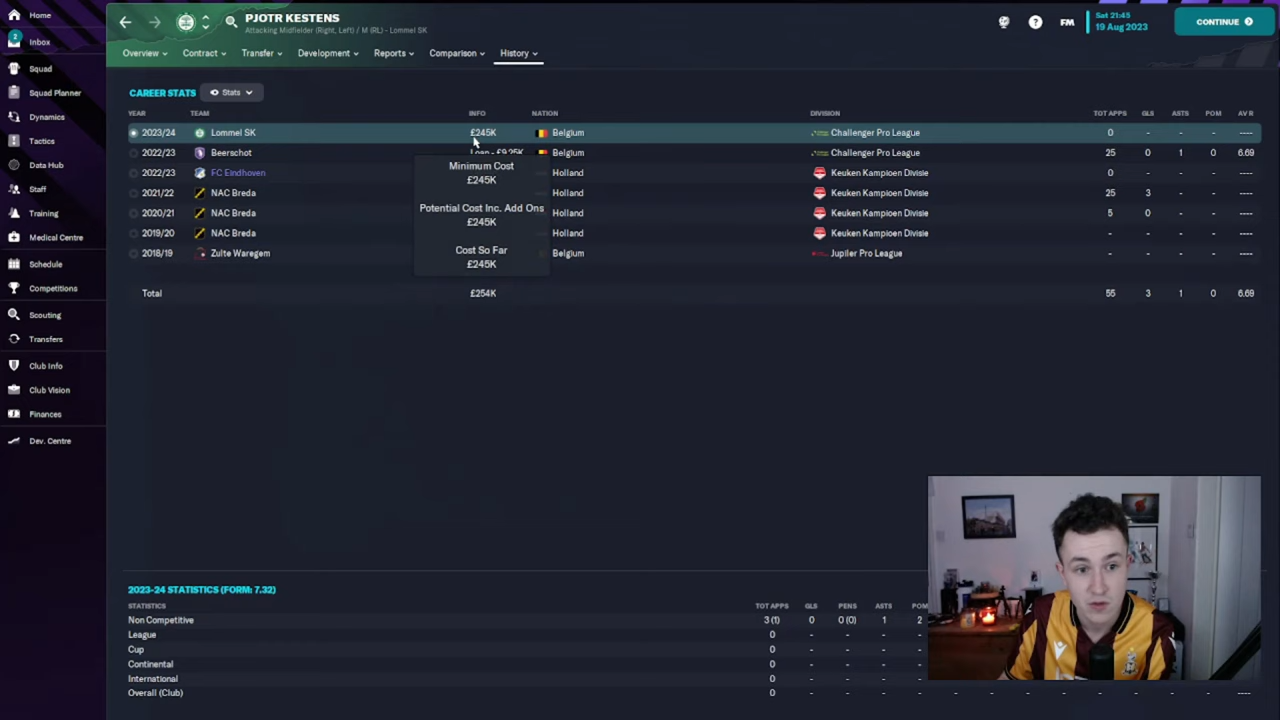 Home
2
Inbox
Squad
Squad Planner
Dynamics
Tactics
Data Hub
Staff
Training
Medical Centre
Schedule
Competitions
Scouting
Transfers
Club Info
Club Vision
Finances
Dev. Centre
PJOTR KESTENS
Attacking Midfielder (Right, Left) / M (RL) - Lommel SK
FM
Sat 21:45
19 Aug 2023
CONTINUE
Overview Contract Transfer Development Reports Comparison History
CAREER STATS Stats
YEAR TEAM INFO NATION DIVISION TOT APPS GLS ASTS POM AV R
2023/24 Lommel SK £245K Belgium Challenger Pro League 0 - - - ----
2022/23 Beerschot Loan - £9.25K Belgium Challenger Pro League 25 0 1 0 6.69
2022/23 FC Eindhoven Holland Keuken Kampioen Divisie 0 - - - ----
2021/22 NAC Breda Holland Keuken Kampioen Divisie 25 3 - - ----
2020/21 NAC Breda Holland Keuken Kampioen Divisie 5 0 - - ----
2019/20 NAC Breda Holland Keuken Kampioen Divisie - - - - ----
2018/19 Zulte Waregem Belgium Jupiler Pro League - - - - ----
Minimum Cost
£245K
Potential Cost Inc. Add Ons
£245K
Cost So Far
£245K
Total £254K 55 3 1 0 6.69
2023-24 STATISTICS (FORM: 7.32)
STATISTICS TOT APPS GLS PENS ASTS POM
Non Competitive 3 (1) 0 0 (0) 1 2
League 0 - - - -
Cup 0 - - - -
Continental 0 - - - -
International 0 - - - -
Overall (Club) 0 - - - - - - - - - - ----